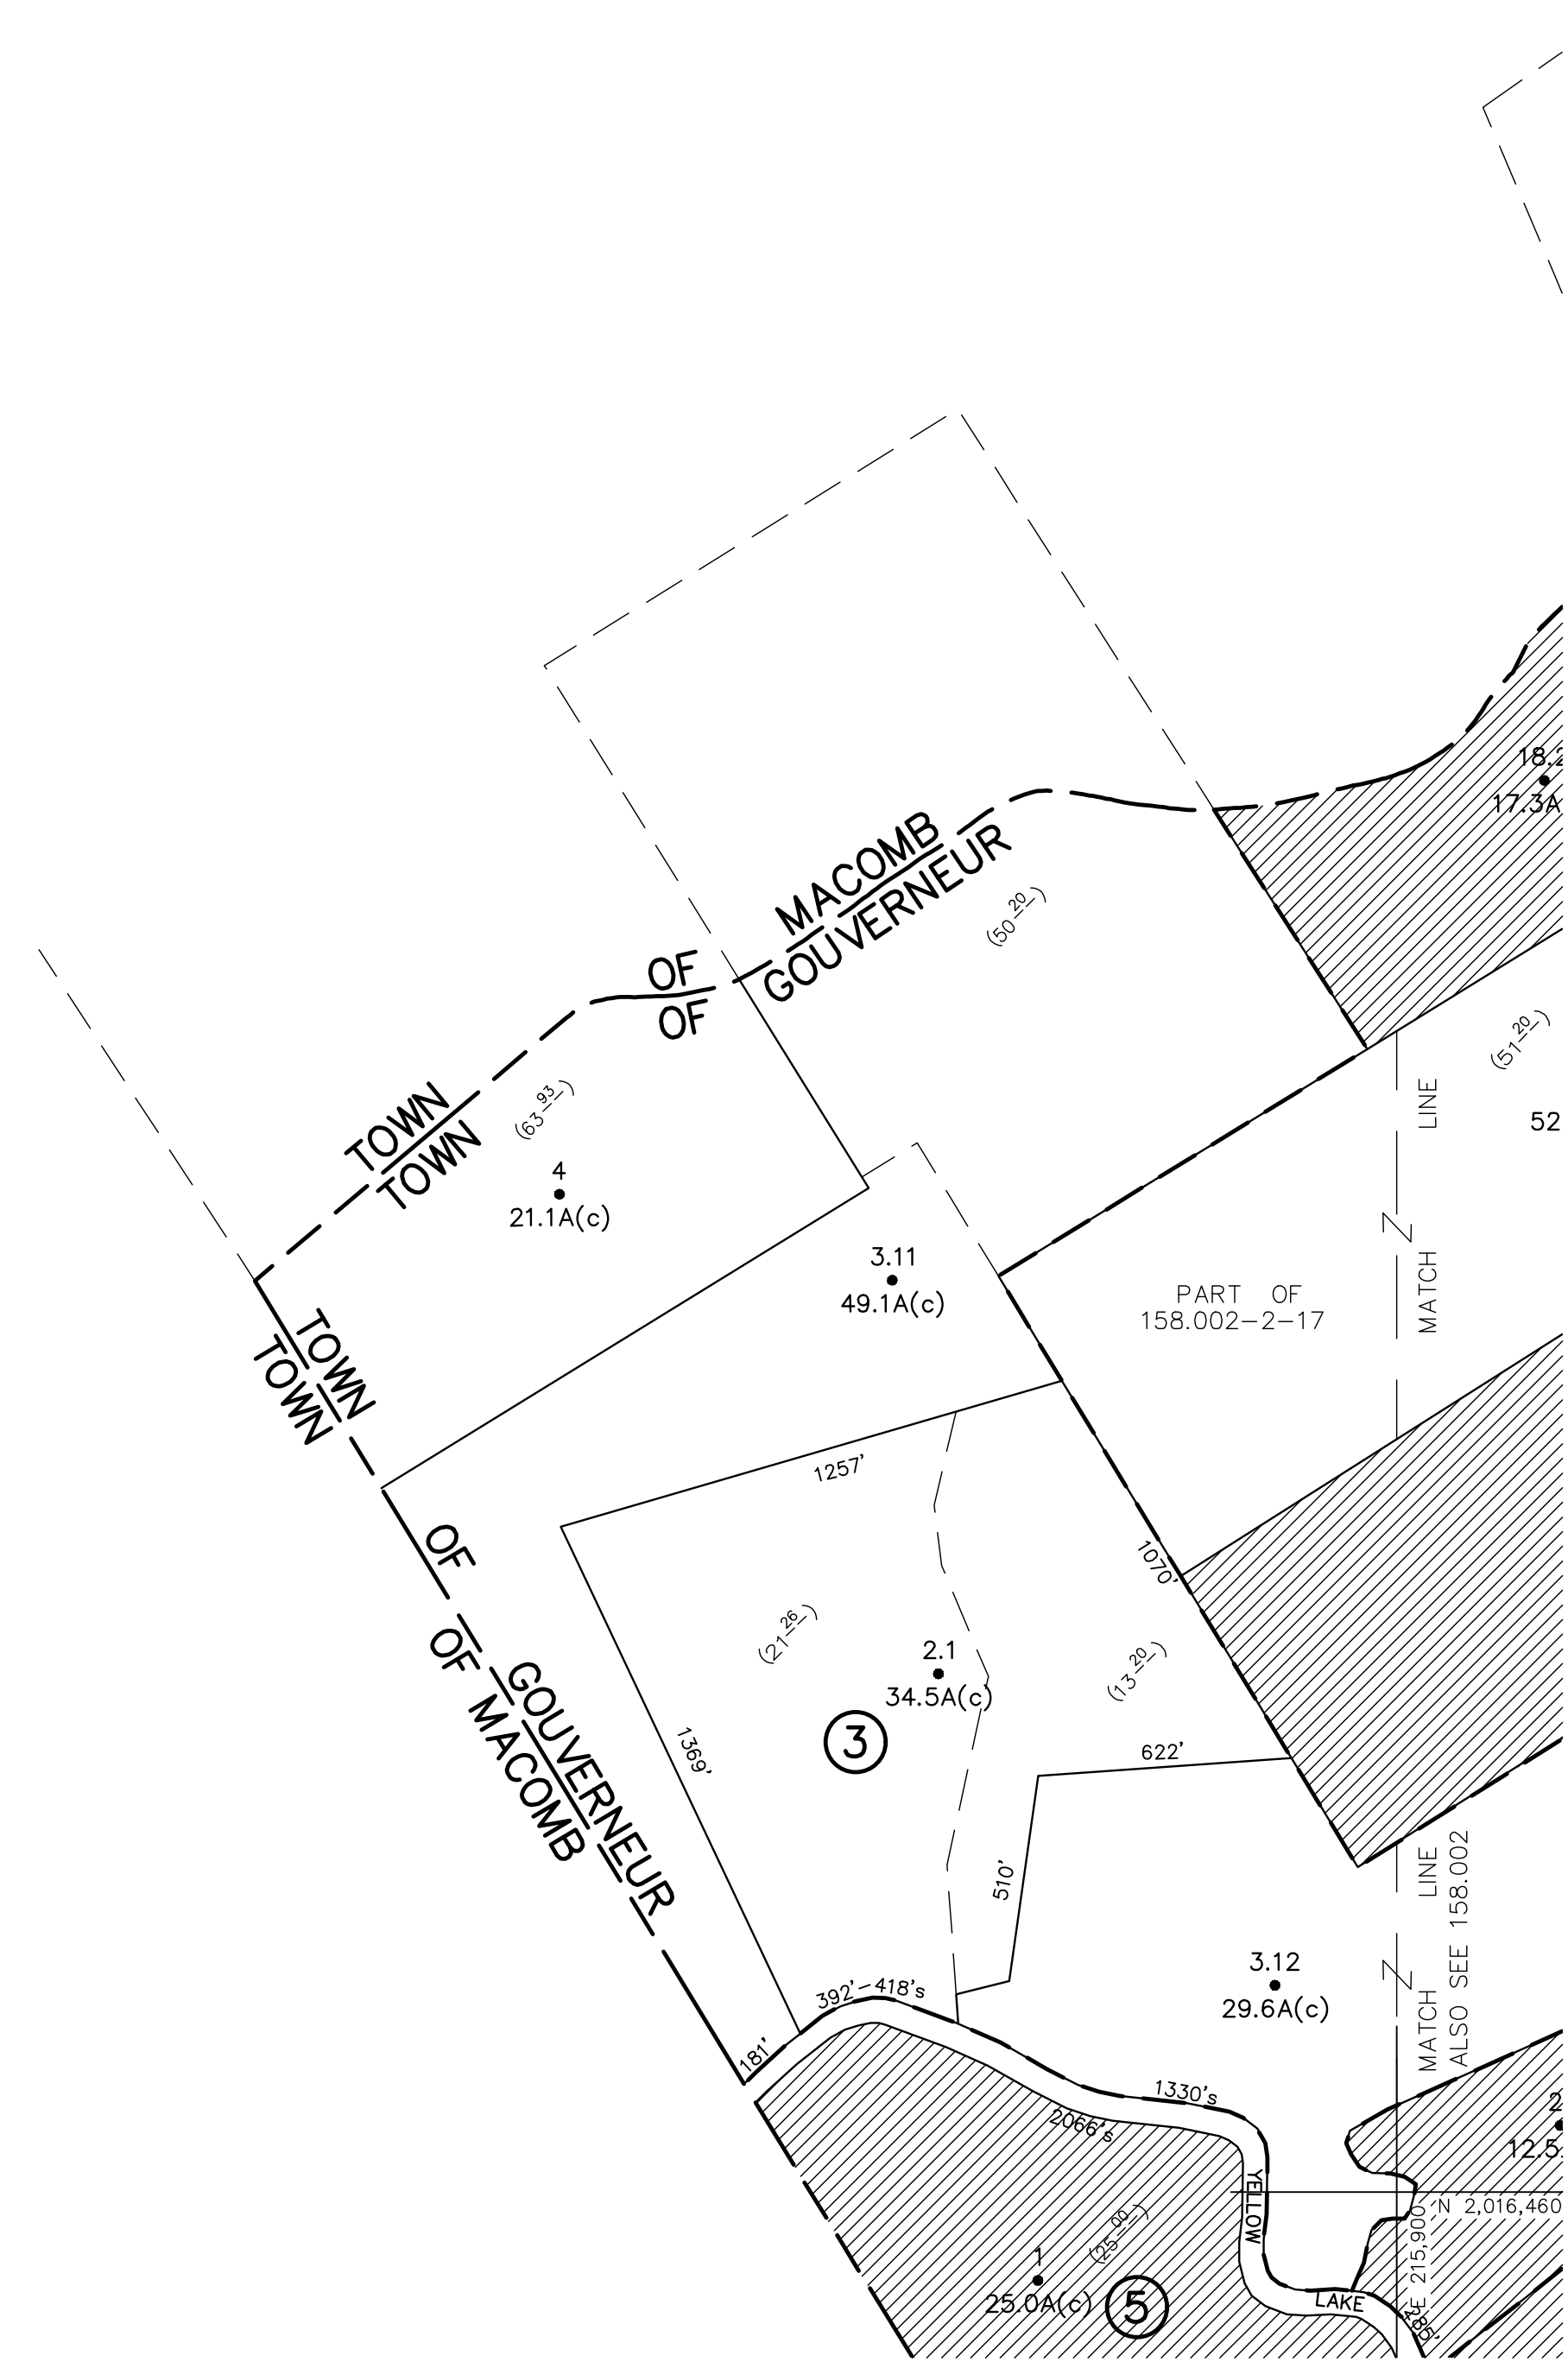 18.2
17.3A
MACOMB
GOUVERNEUR
(50 20)
OF
OF
(51 20)
52
TOWN
TOWN
(63 93)
4
21.1A(c)
LINE
MATCH
3.11
49.1A(c)
PART OF
158.002-2-17
TOWN
TOWN
1257'
OF
OF
1070'
(21 26)
2.1
34.5A(c)
(13 20)
GOUVERNEUR
MACOMB
3
1369'
622'
510'
LINE
MATCH
ALSO SEE 158.002
3.12
29.6A(c)
392'-418's
181'
1330's
2066's
2
12.5
YELLOW
N 2,016,460
E 215,900
(25 00)
1
25.0A(c)
5
LAKE
285'